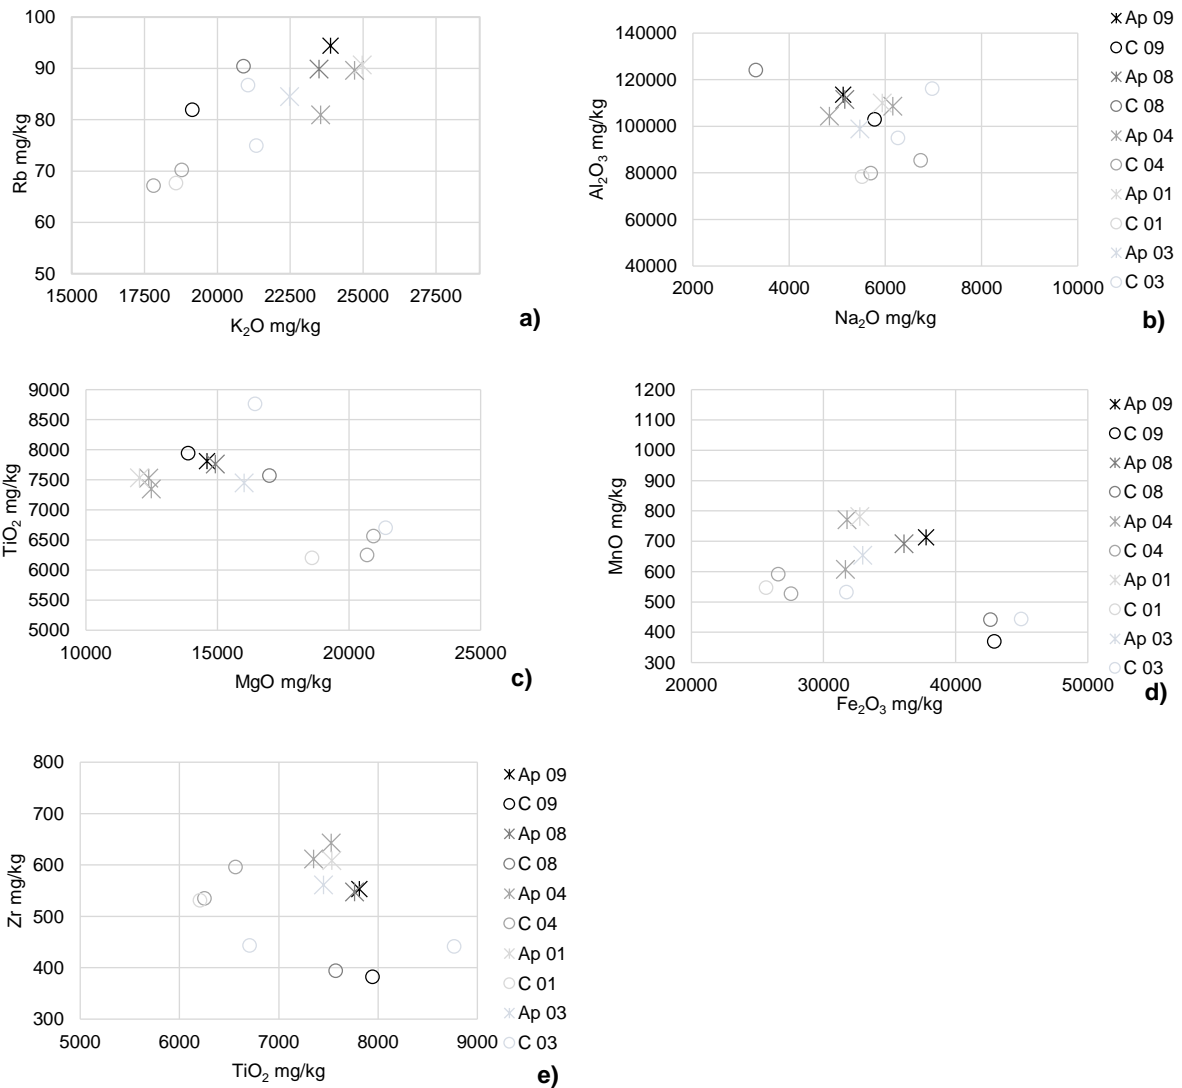 100
90
80
70
60
50
Rb mg/kg
15000 17500 20000 22500 25000 27500
K₂O mg/kg
a)
140000
120000
100000
80000
60000
40000
Al₂O₃ mg/kg
2000 4000 6000 8000 10000
Na₂O mg/kg
b)
Ap 09
C 09
Ap 08
C 08
Ap 04
C 04
Ap 01
C 01
Ap 03
C 03
9000
8500
8000
7500
7000
6500
6000
5500
5000
TiO₂ mg/kg
10000 15000 20000 25000
MgO mg/kg
c)
1200
1100
1000
900
800
700
600
500
400
300
MnO mg/kg
20000 30000 40000 50000
Fe₂O₃ mg/kg
d)
Ap 09
C 09
Ap 08
C 08
Ap 04
C 04
Ap 01
C 01
Ap 03
C 03
800
700
600
500
400
300
Zr mg/kg
5000 6000 7000 8000 9000
TiO₂ mg/kg
e)
Ap 09
C 09
Ap 08
C 08
Ap 04
C 04
Ap 01
C 01
Ap 03
C 03